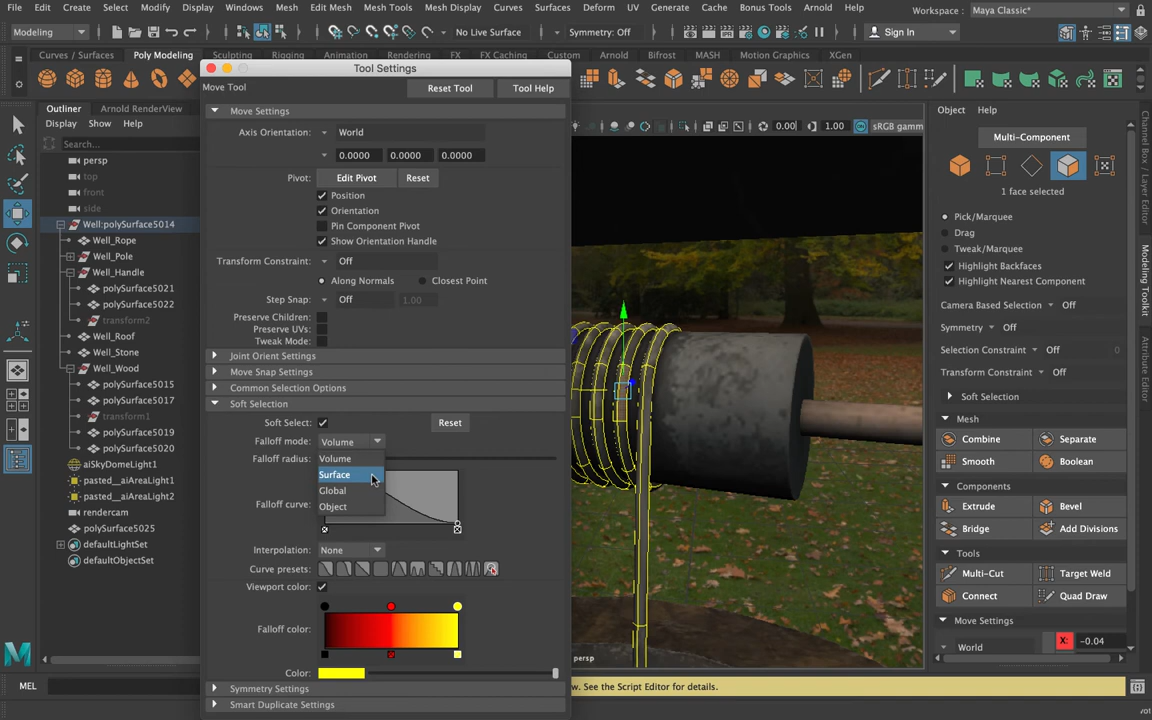 File Edit Create Select Modify Display Windows Mesh Edit Mesh Mesh Tools Mesh Display Curves Surfaces Deform UV Generate Cache Bonus Tools Arnold Help
Workspace : Maya Classic*
Modeling
No Live Surface
Symmetry: Off
Sign In
Curves / Surfaces Poly Modeling Sculpting Rigging Animation Rendering FX FX Caching Custom Arnold Bifrost MASH Motion Graphics XGen
Tool Settings
Move Tool
Reset Tool
Tool Help
Move Settings
Axis Orientation: World
0.0000 0.0000 0.0000
Pivot: Edit Pivot Reset
Position
Orientation
Pin Component Pivot
Show Orientation Handle
Transform Constraint: Off
Along Normals Closest Point
Step Snap: Off 1.00
Preserve Children:
Preserve UVs:
Tweak Mode:
Joint Orient Settings
Move Snap Settings
Common Selection Options
Soft Selection
Soft Select: Reset
Falloff mode: Volume
Falloff radius:
Volume
Surface
Global
Object
Falloff curve:
Interpolation: None
Curve presets:
Viewport color:
Falloff color:
Color:
Symmetry Settings
Smart Duplicate Settings
Outliner Arnold RenderView
Display Show Help
Search...
persp
top
front
side
Well:polySurface5014
Well_Rope
Well_Pole
Well_Handle
polySurface5021
polySurface5022
transform2
Well_Roof
Well_Stone
Well_Wood
polySurface5015
polySurface5017
transform1
polySurface5019
polySurface5020
aiSkyDomeLight1
pasted__aiAreaLight1
pasted__aiAreaLight2
rendercam
polySurface5025
defaultLightSet
defaultObjectSet
0.00 1.00 sRGB gamm
persp
Object Help
Multi-Component
1 face selected
Pick/Marquee
Drag
Tweak/Marquee
Highlight Backfaces
Highlight Nearest Component
Camera Based Selection Off
Symmetry Off
Selection Constraint Off 0
Transform Constraint Off
Soft Selection
Mesh
Combine Separate
Smooth Boolean
Components
Extrude Bevel
Bridge Add Divisions
Tools
Multi-Cut Target Weld
Connect Quad Draw
Move Settings
World X: -0.04
Channel Box / Layer Editor
Modeling Toolkit
Attribute Editor
MEL
w. See the Script Editor for details.